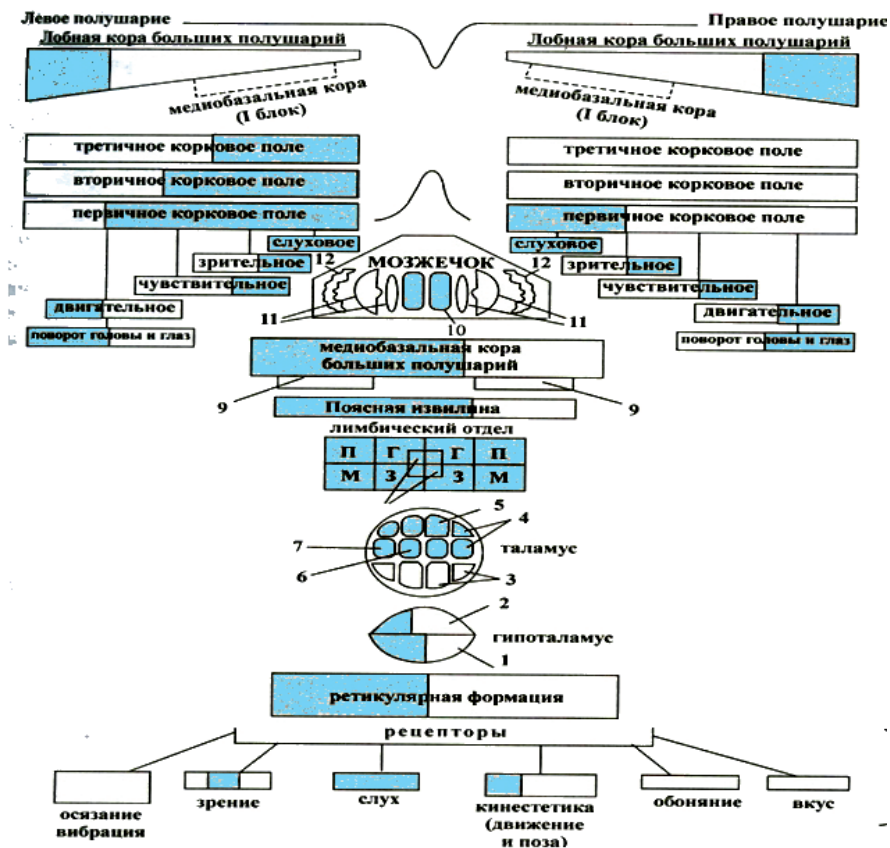 Левое полушарие
Правое полушарие
Лобная кора больших полушарий
Лобная кора больших полушарий
медиобазальная кора
(I блок)
медиобазальная кора
(I блок)
третичное корковое поле
третичное корковое поле
вторичное корковое поле
вторичное корковое поле
первичное корковое поле
первичное корковое поле
слуховое
слуховое
зрительное
12
МОЗЖЕЧОК
12
зрительное
чувствительное
чувствительное
двигательное
11
10
11
двигательное
поворот головы и глаз
поворот головы и глаз
медиобазальная кора
больших полушарий
9
9
Поясная извилина
лимбический отдел
П Г Г П
М З З М
5
4
7
таламус
6
3
2
гипоталамус
1
ретикулярная формация
рецепторы
осязание
вибрация
зрение
слух
кинестетика
(движение
и поза)
обоняние
вкус